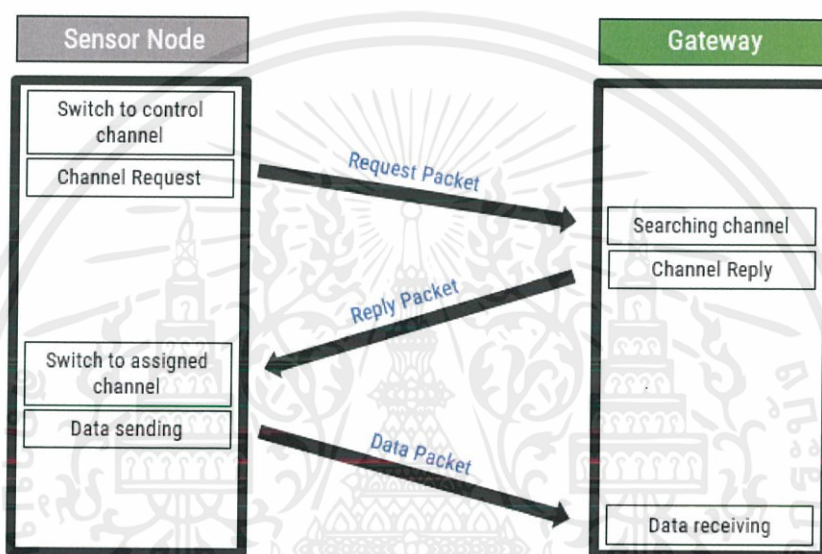 Sensor Node
Gateway
Switch to control
channel
Channel Request
Request Packet
Searching channel
Channel Reply
Reply Packet
Switch to assigned
channel
Data sending
Data Packet
Data receiving